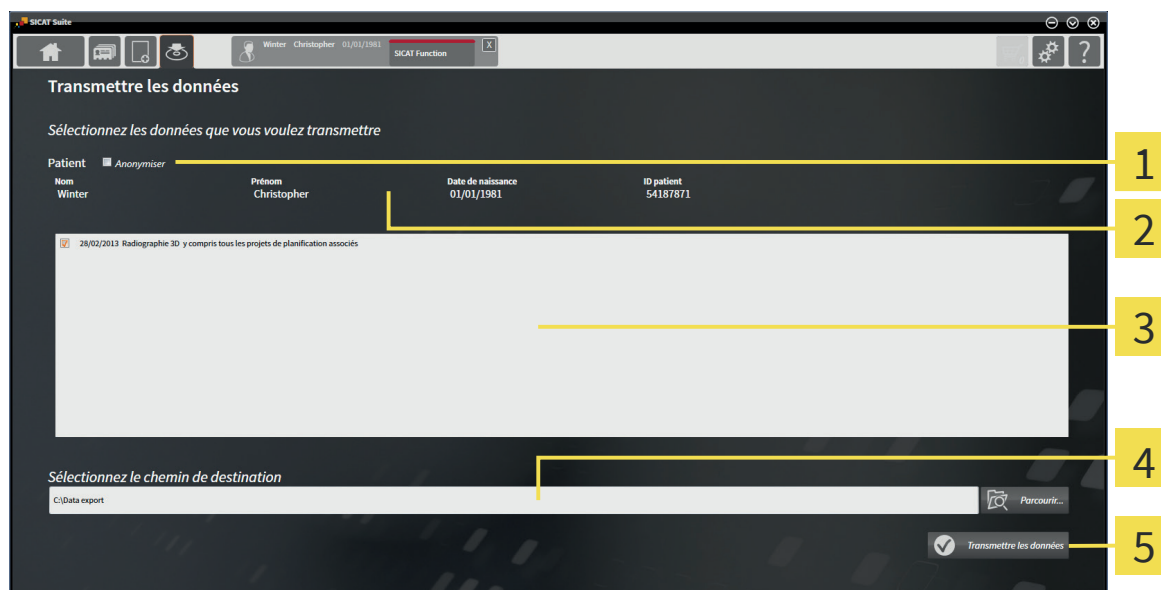 SICAT Suite
Winter Christopher 01/01/1981
SICAT Function
X
?
Transmettre les données
Sélectionnez les données que vous voulez transmettre
Patient Anonymiser
1
Nom Prénom Date de naissance ID patient
Winter Christopher 01/01/1981 54187871
2
28/02/2013 Radiographie 3D y compris tous les projets de planification associés
3
Sélectionnez le chemin de destination
4
C:\Data export Parcourir...
Transmettre les données
5